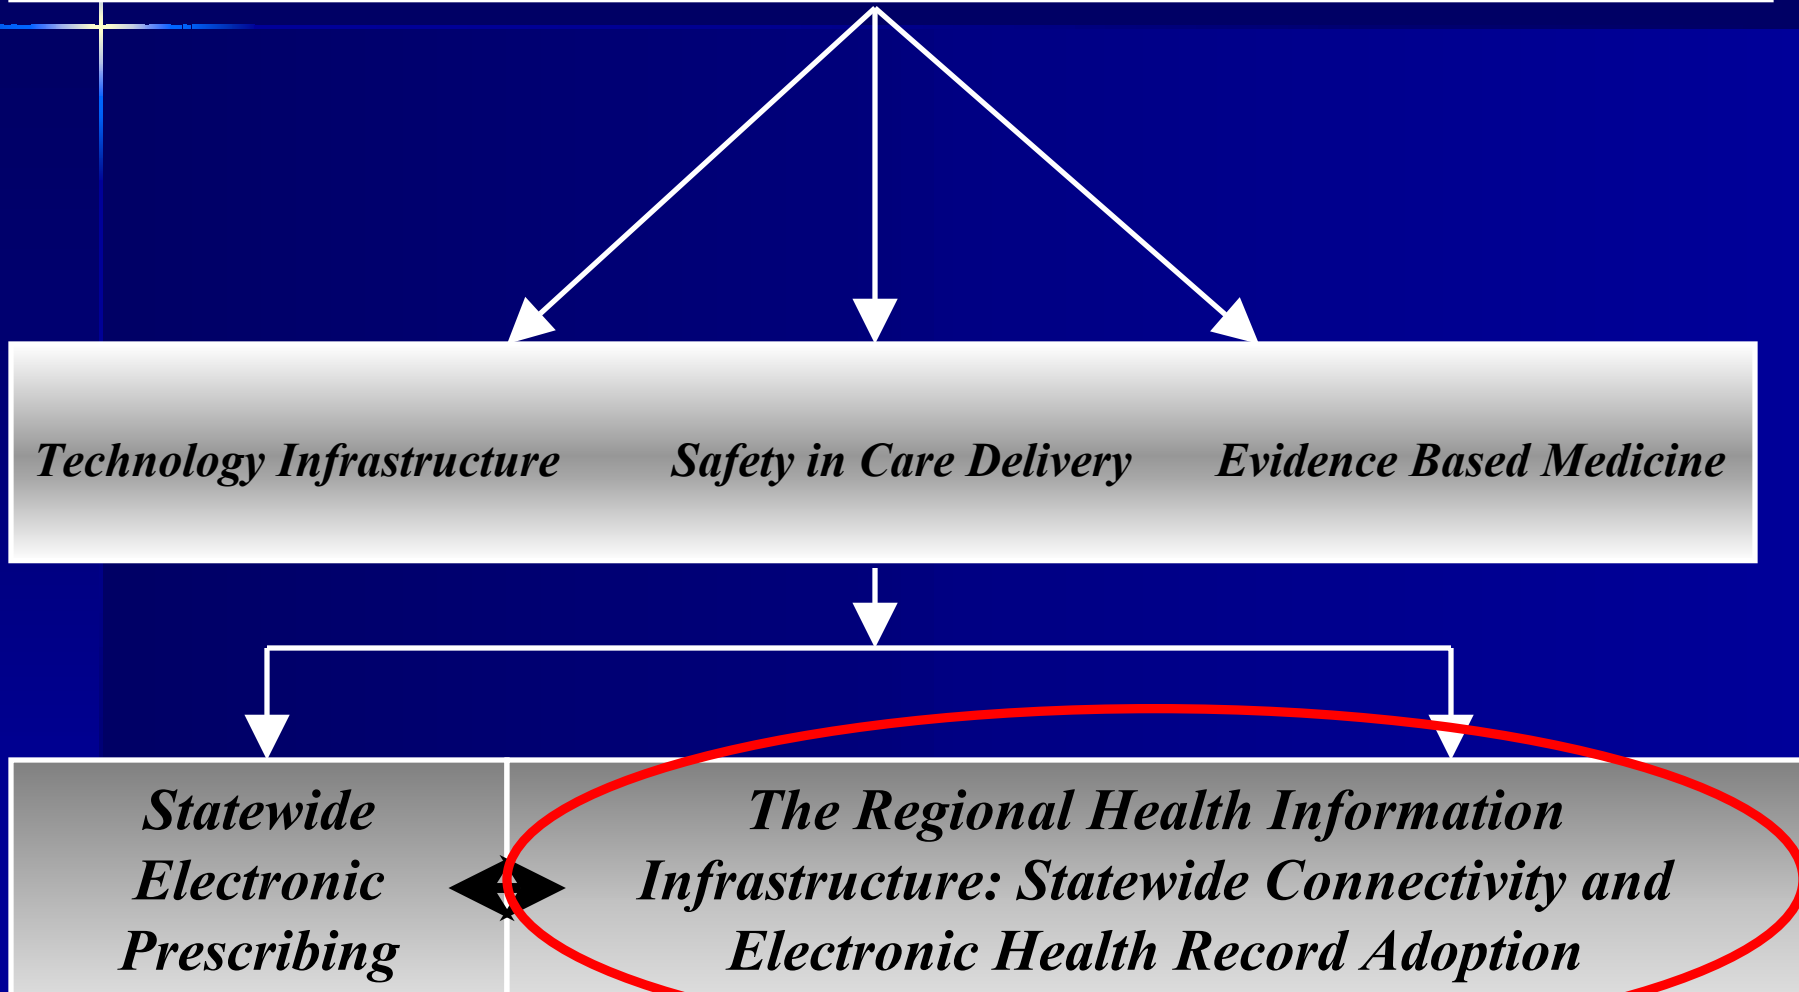 Technology Infrastructure Safety in Care Delivery Evidence Based Medicine
Statewide
Electronic
Prescribing
The Regional Health Information
Infrastructure: Statewide Connectivity and
Electronic Health Record Adoption